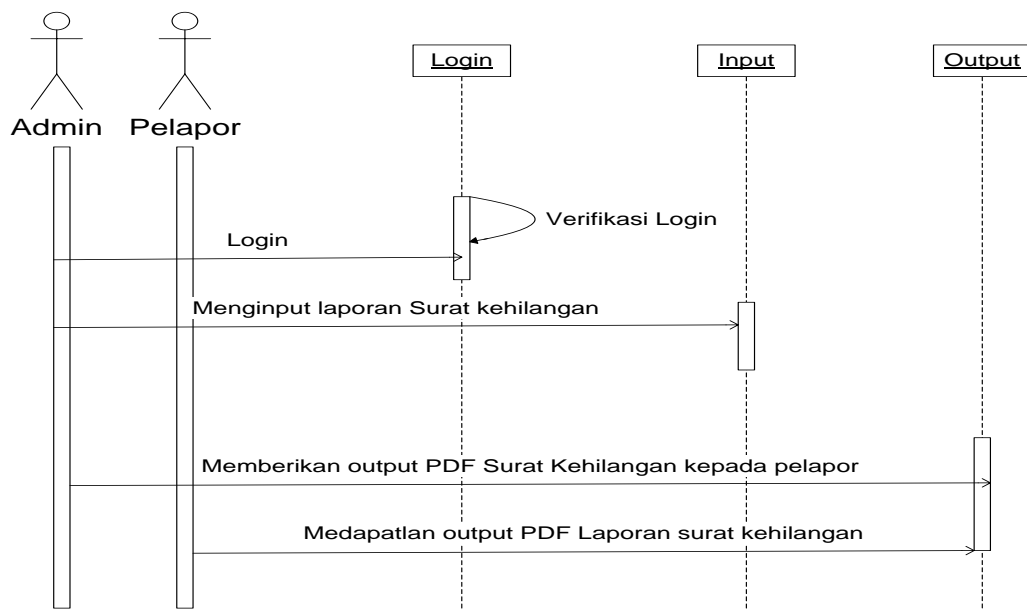 Admin
Pelapor
Login
Input
Output
Verifikasi Login
Login
Menginput laporan Surat kehilangan
Memberikan output PDF Surat Kehilangan kepada pelapor
Medapatlan output PDF Laporan surat kehilangan